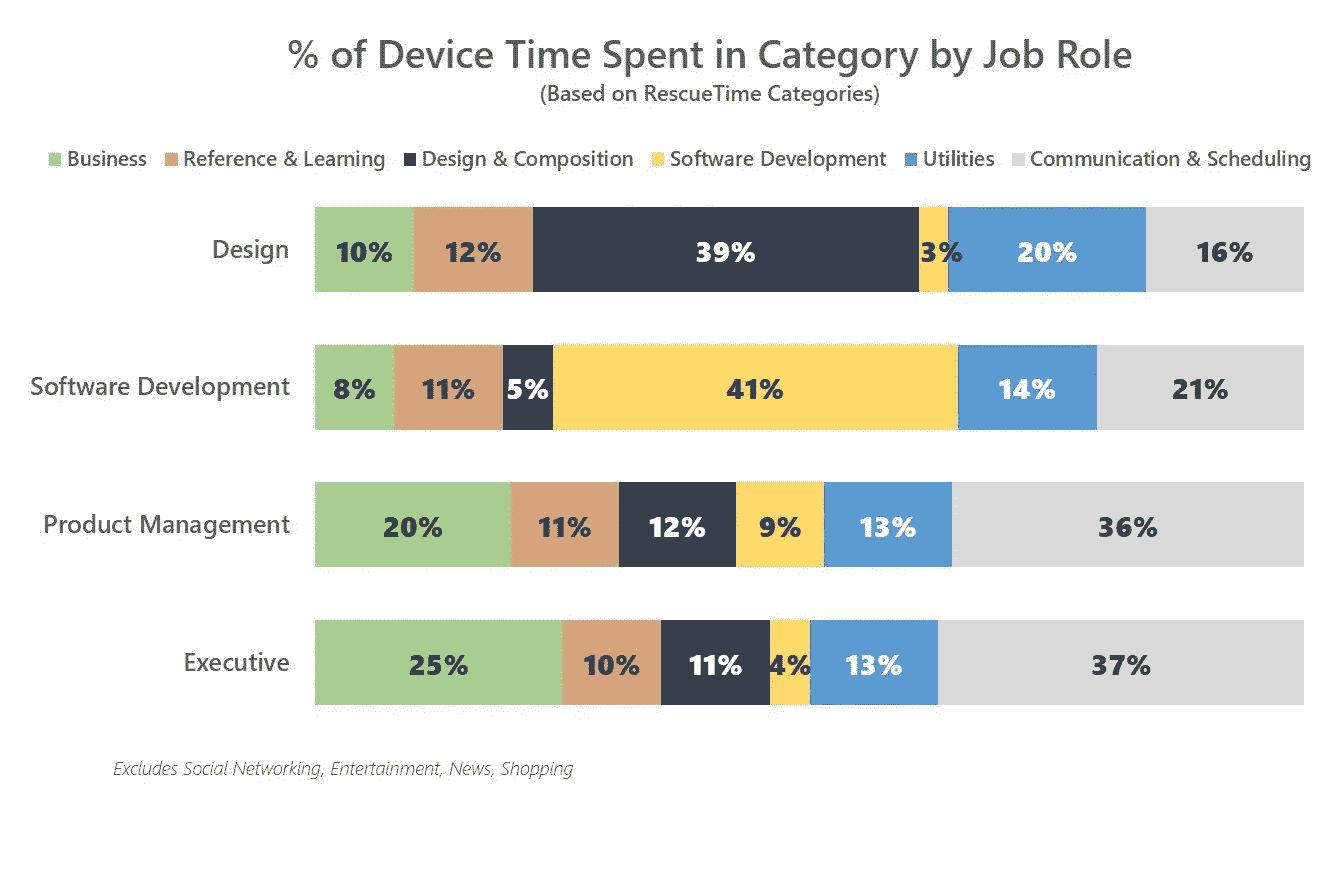 % of Device Time Spent in Category by Job Role
(Based on RescueTime Categories)
Business Reference & Learning Design & Composition Software Development Utilities Communication & Scheduling
Design 10% 12% 39% 3% 20% 16%
Software Development 8% 11% 5% 41% 14% 21%
Product Management 20% 11% 12% 9% 13% 36%
Executive 25% 10% 11% 4% 13% 37%
Excludes Social Networking, Entertainment, News, Shopping